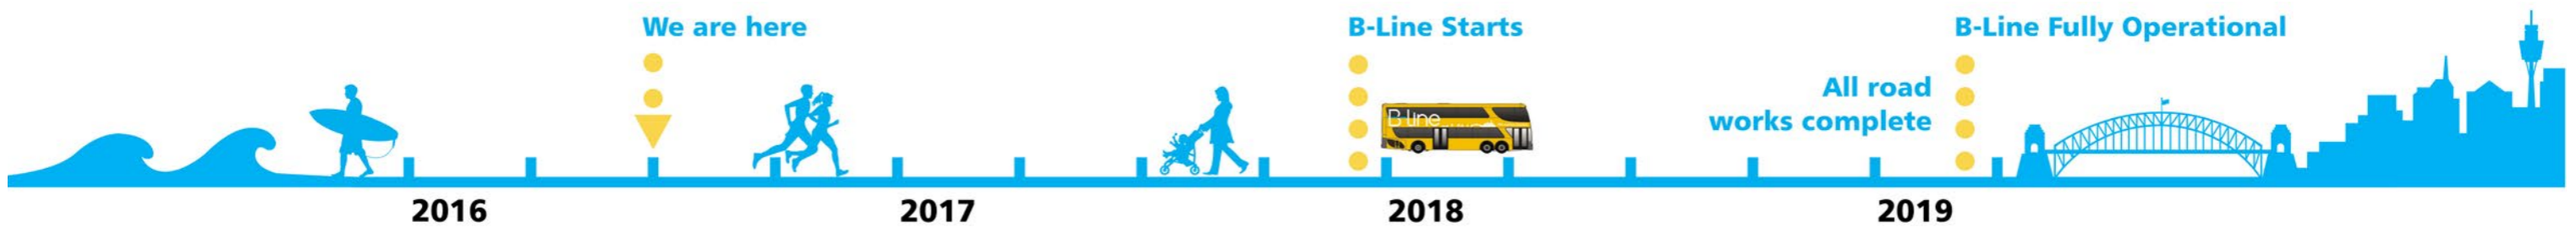 We are here
B-Line Starts
B-Line Fully Operational
All road
works complete
B-Line
2016
2017
2018
2019